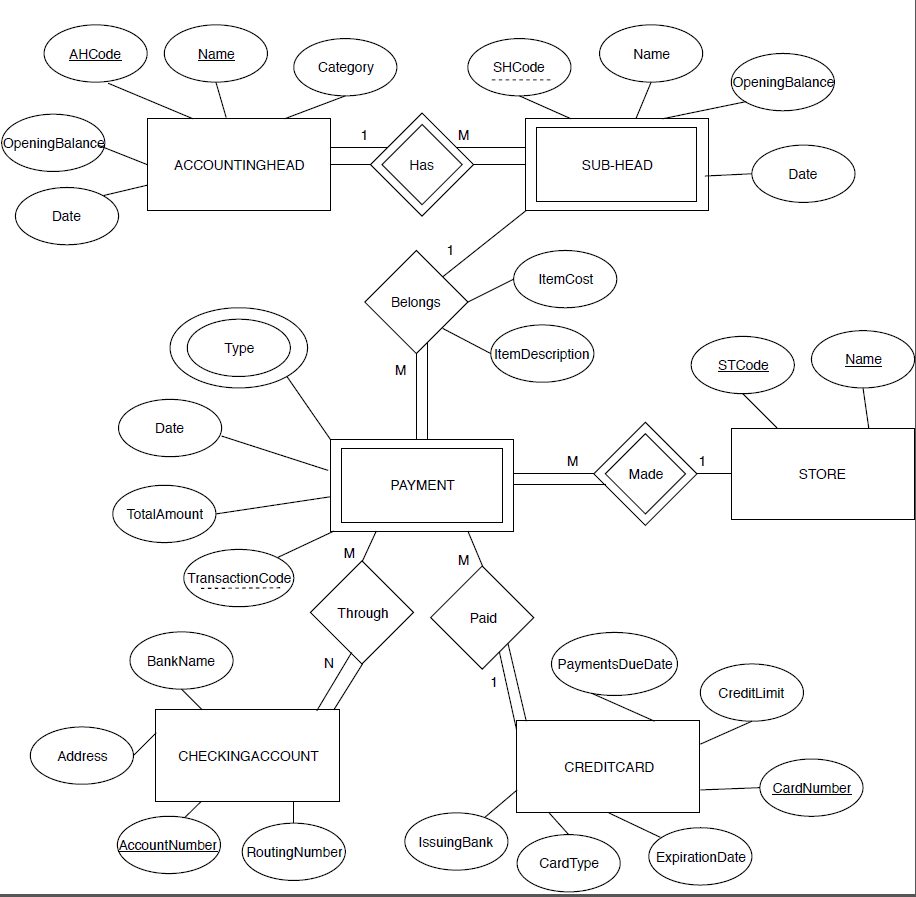 AHCode
Name
Category
SHCode
Name
OpeningBalance
OpeningBalance
1
M
ACCOUNTINGHEAD
Has
SUB-HEAD
Date
Date
1
Belongs
ItemCost
ItemDescription
Type
M
STCode
Name
Date
PAYMENT
M
Made
1
STORE
TotalAmount
TransactionCode
M
M
Through
Paid
BankName
N
1
PaymentsDueDate
CreditLimit
Address
CHECKINGACCOUNT
CREDITCARD
CardNumber
AccountNumber
RoutingNumber
IssuingBank
CardType
ExpirationDate